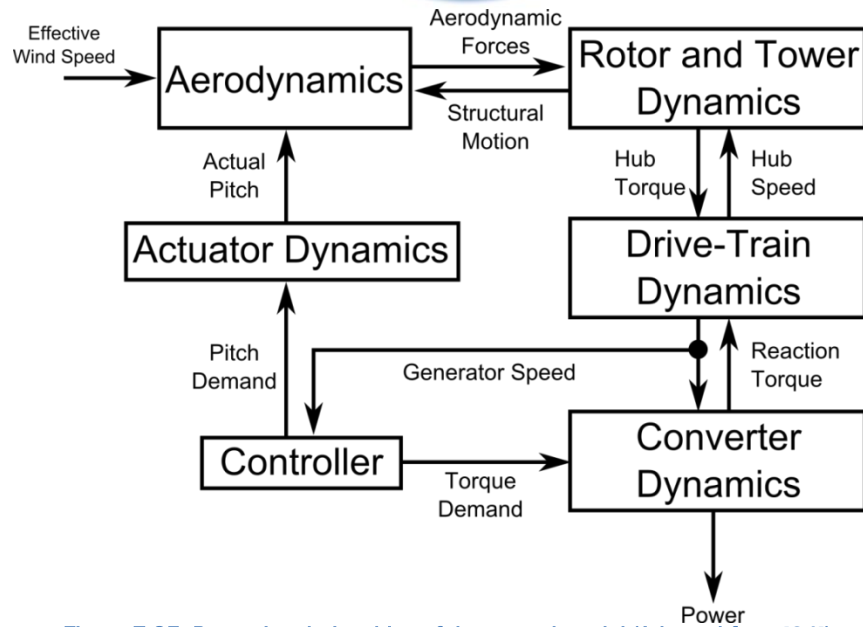 Effective
Wind Speed
Aerodynamics
Aerodynamic
Forces
Structural
Motion
Rotor and Tower
Dynamics
Actual
Pitch
Hub
Torque
Hub
Speed
Actuator Dynamics
Drive-Train
Dynamics
Pitch
Demand
Generator Speed
Reaction
Torque
Controller
Torque
Demand
Converter
Dynamics
Power